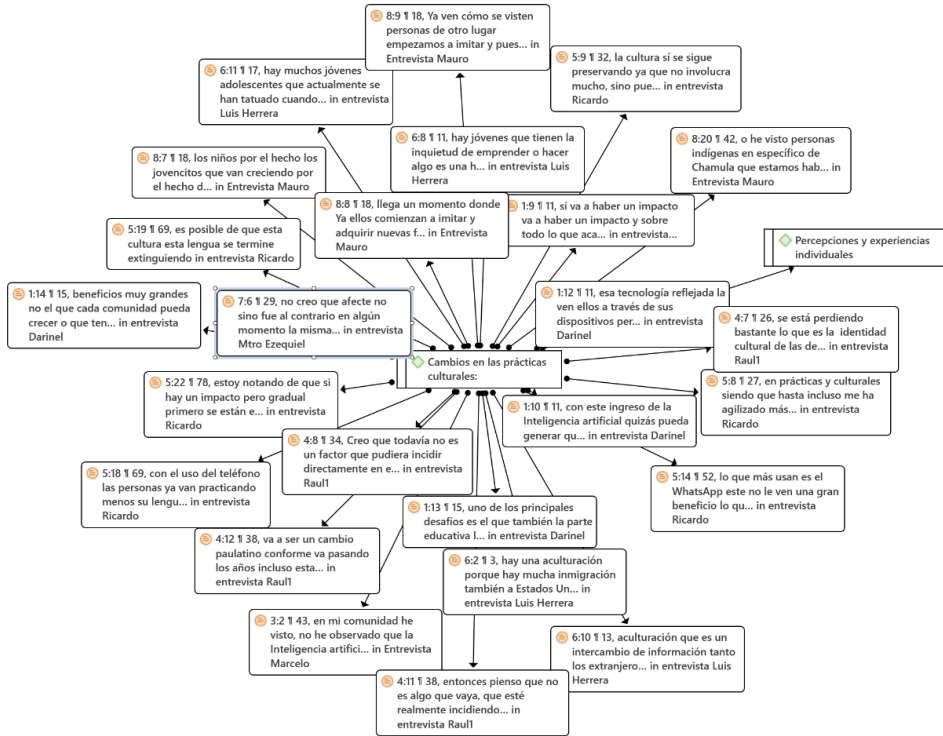 8:9 ¶ 18, Ya ven cómo se visten
personas de otro lugar
empezamos a imitar y pues... in
Entrevista Mauro
6:11 ¶ 17, hay muchos jóvenes
adolescentes que actualmente se
han tatuado cuando... in entrevista
Luis Herrera
5:9 ¶ 32, la cultura sí se sigue
preservando ya que no involucra
mucho, sino pue... in entrevista
Ricardo
6:8 ¶ 11, hay jóvenes que tienen la
inquietud de emprender o hacer
algo es una h... in entrevista Luis
Herrera
8:20 ¶ 42, o he visto personas
indígenas en específico de
Chamula que estamos hab... in
Entrevista Mauro
8:7 ¶ 18, los niños por el hecho los
jovencitos que van creciendo por
el hecho d... in Entrevista Mauro
8:8 ¶ 18, llega un momento donde
Ya ellos comienzan a imitar y
adquirir nuevas f... in Entrevista
Mauro
1:9 ¶ 11, sí va a haber un impacto
va a haber un impacto y sobre
todo lo que aca... in entrevista...
5:19 ¶ 69, es posible de que esta
cultura esta lengua se termine
extinguiendo in entrevista Ricardo
Percepciones y experiencias
individuales
1:14 ¶ 15, beneficios muy grandes
no el que cada comunidad pueda
crecer o que ten... in entrevista
Darinel
7:6 ¶ 29, no creo que afecte no
sino fue al contrario en algún
momento la misma... in entrevista
Mtro Ezequiel
1:12 ¶ 11, esa tecnología reflejada la
ven ellos a través de sus
dispositivos per... in entrevista
Darinel
4:7 ¶ 26, se está perdiendo
bastante lo que es la identidad
cultural de las de... in entrevista
Raul1
Cambios en las prácticas
culturales:
5:22 ¶ 78, estoy notando de que si
hay un impacto pero gradual
primero se están e... in entrevista
Ricardo
5:8 ¶ 27, en prácticas y culturales
siendo que hasta incluso me ha
agilizado más... in entrevista
Ricardo
1:10 ¶ 11, con este ingreso de la
Inteligencia artificial quizás pueda
generar qu... in entrevista Darinel
4:8 ¶ 34, Creo que todavía no es
un factor que pudiera incidir
directamente en e... in entrevista
Raul1
5:18 ¶ 69, con el uso del teléfono
las personas ya van practicando
menos su lengu... in entrevista
Ricardo
5:14 ¶ 52, lo que más usan es el
WhatsApp este no le ven una gran
beneficio lo qu... in entrevista
Ricardo
1:13 ¶ 15, uno de los principales
desafíos es el que también la parte
educativa l... in entrevista Darinel
4:12 ¶ 38, va a ser un cambio
paulatino conforme va pasando
los años incluso esta... in
entrevista Raul1
6:2 ¶ 3, hay una aculturación
porque hay mucha inmigración
también a Estados Un... in
entrevista Luis Herrera
3:2 ¶ 43, en mi comunidad he
visto, no he observado que la
Inteligencia artifici... in Entrevista
Marcelo
6:10 ¶ 13, aculturación que es un
intercambio de información tanto
los extranjero... in entrevista Luis
Herrera
4:11 ¶ 38, entonces pienso que no
es algo que vaya, que esté
realmente incidiendo... in
entrevista Raul1